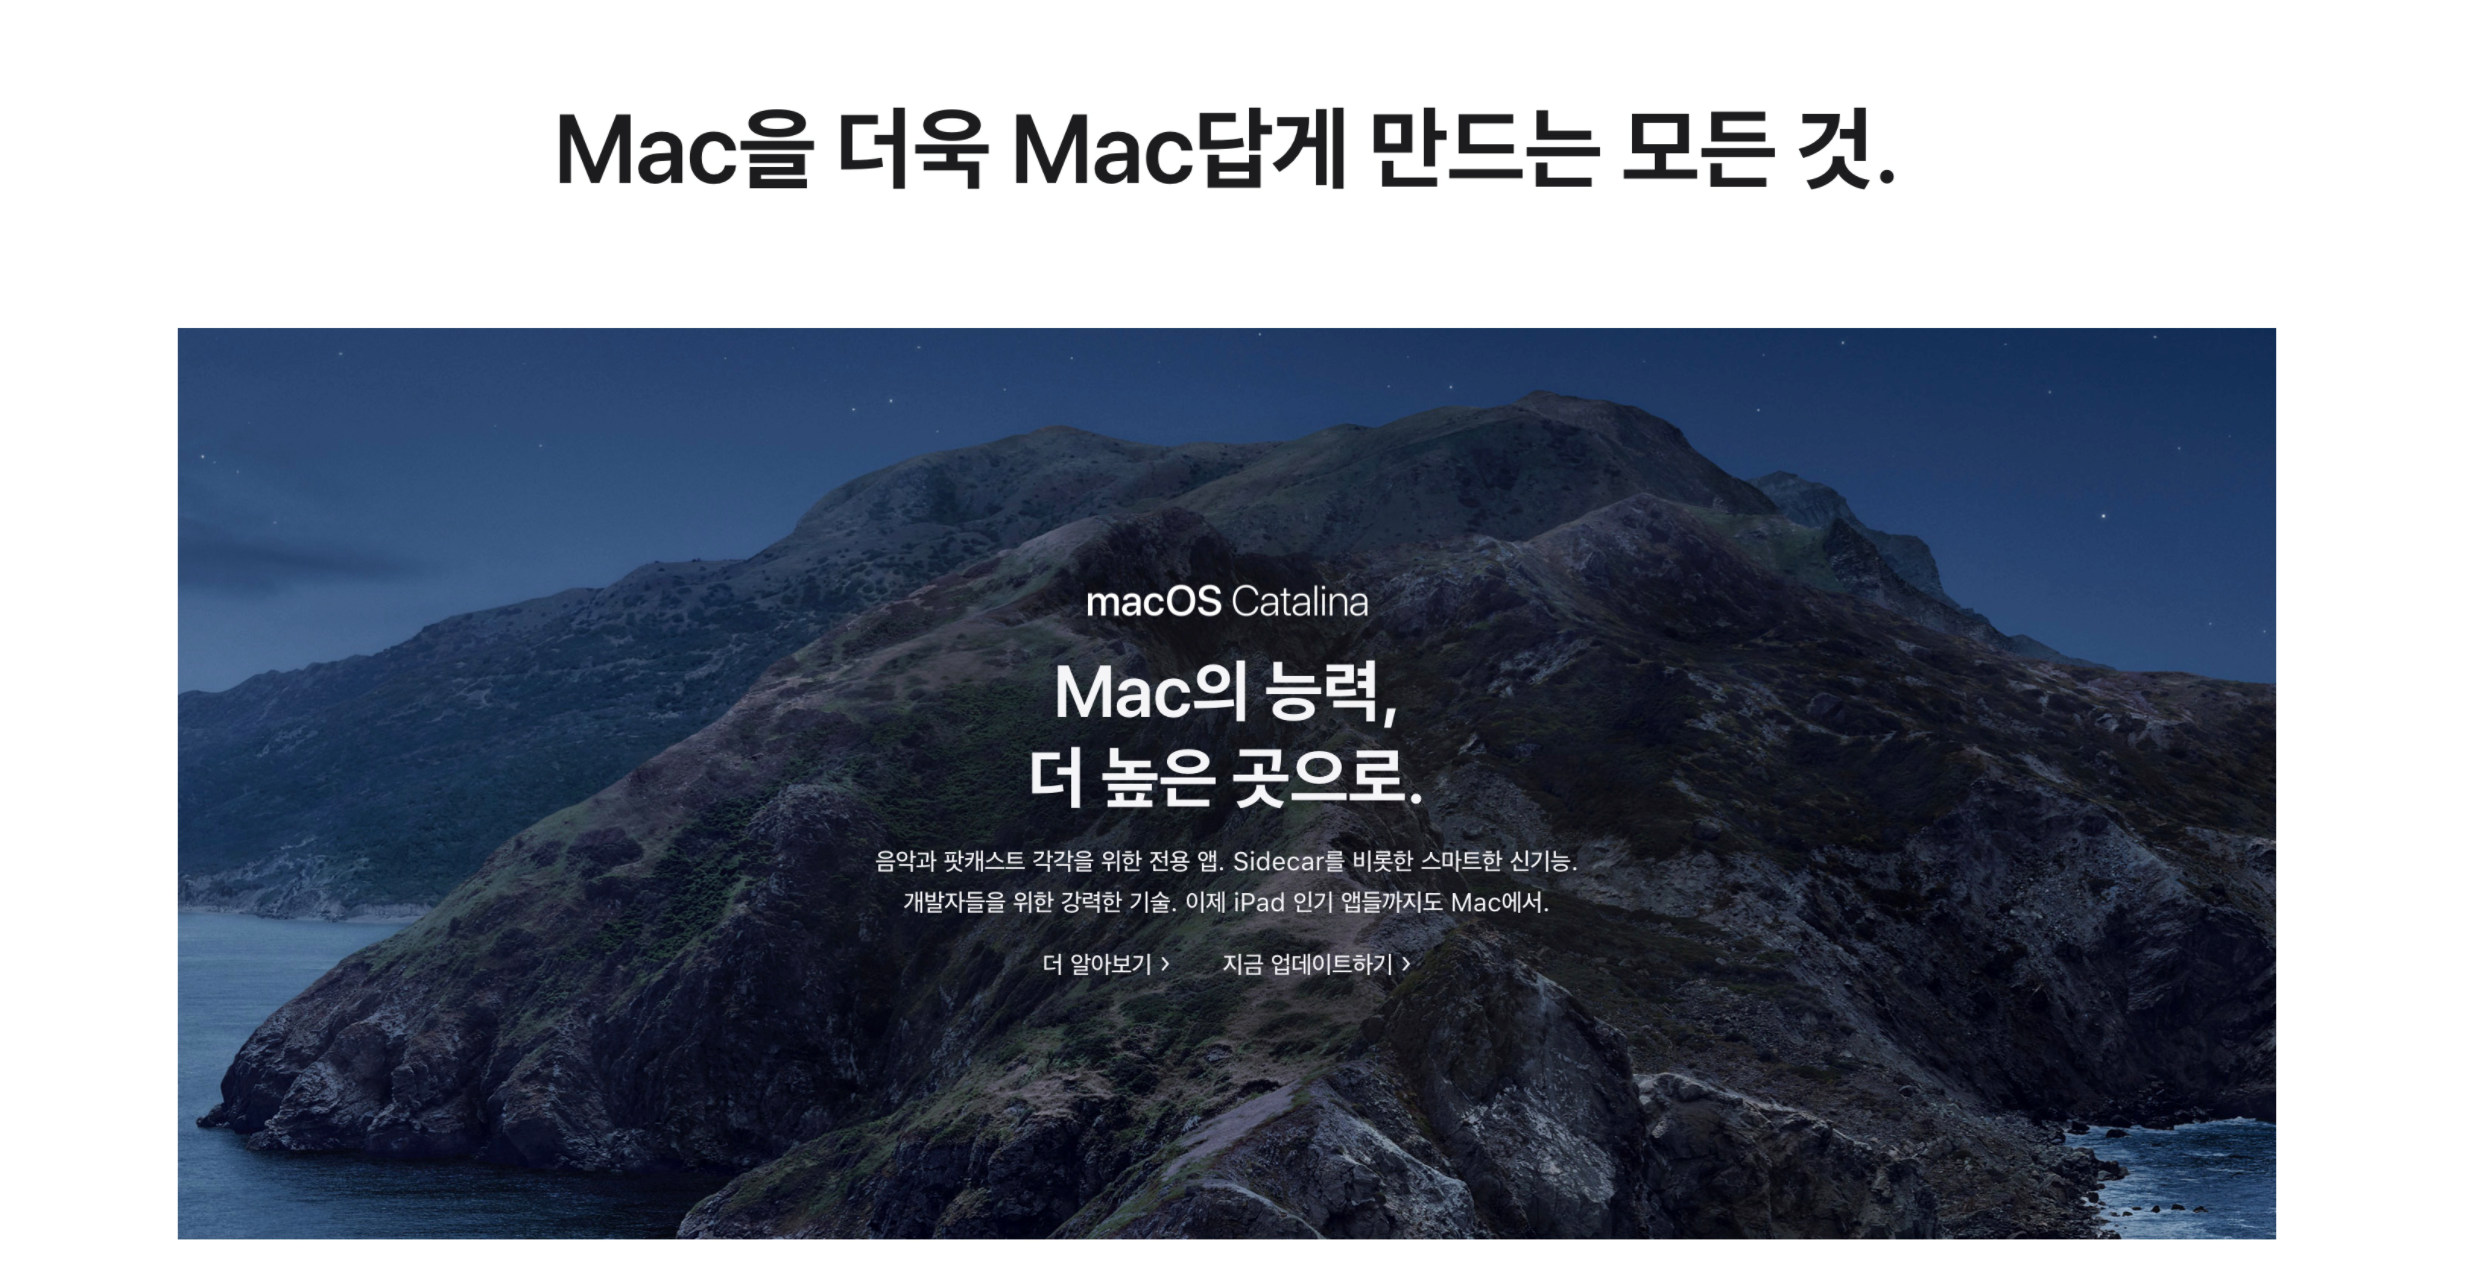 Mac을 더욱 Mac답게 만드는 모든 것.
macOS Catalina
Mac의 능력,
더 높은 곳으로.
음악과 팟캐스트 각각을 위한 전용 앱. Sidecar를 비롯한 스마트한 신기능.
개발자들을 위한 강력한 기술. 이제 iPad 인기 앱들까지도 Mac에서.
더 알아보기 > 지금 업데이트하기 >